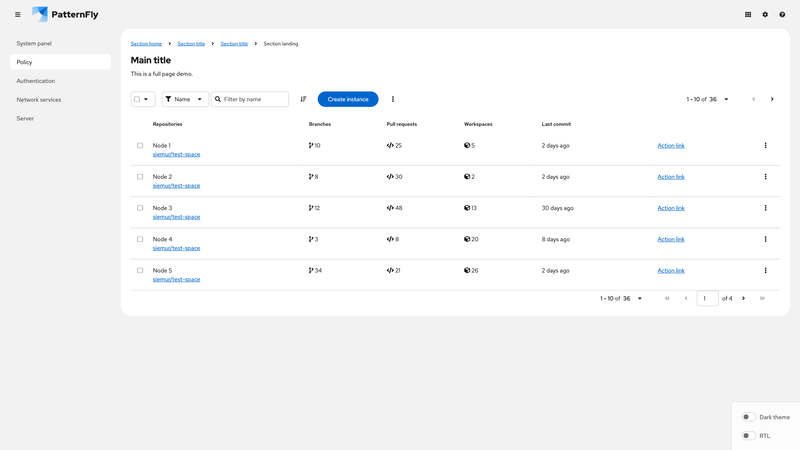 PatternFly
System panel
Policy
Authentication
Network services
Server
Section home Section title Section title Section landing
Main title
This is a full page demo.
Name Filter by name Create instance 1 - 10 of 36
Repositories Branches Pull requests Workspaces Last commit
Node 1 10 25 5 2 days ago Action link
siemur/test-space
Node 2 8 30 2 2 days ago Action link
siemur/test-space
Node 3 12 48 13 30 days ago Action link
siemur/test-space
Node 4 3 8 20 8 days ago Action link
siemur/test-space
Node 5 34 21 26 2 days ago Action link
siemur/test-space
1 - 10 of 36 1 of 4
Dark theme
RTL